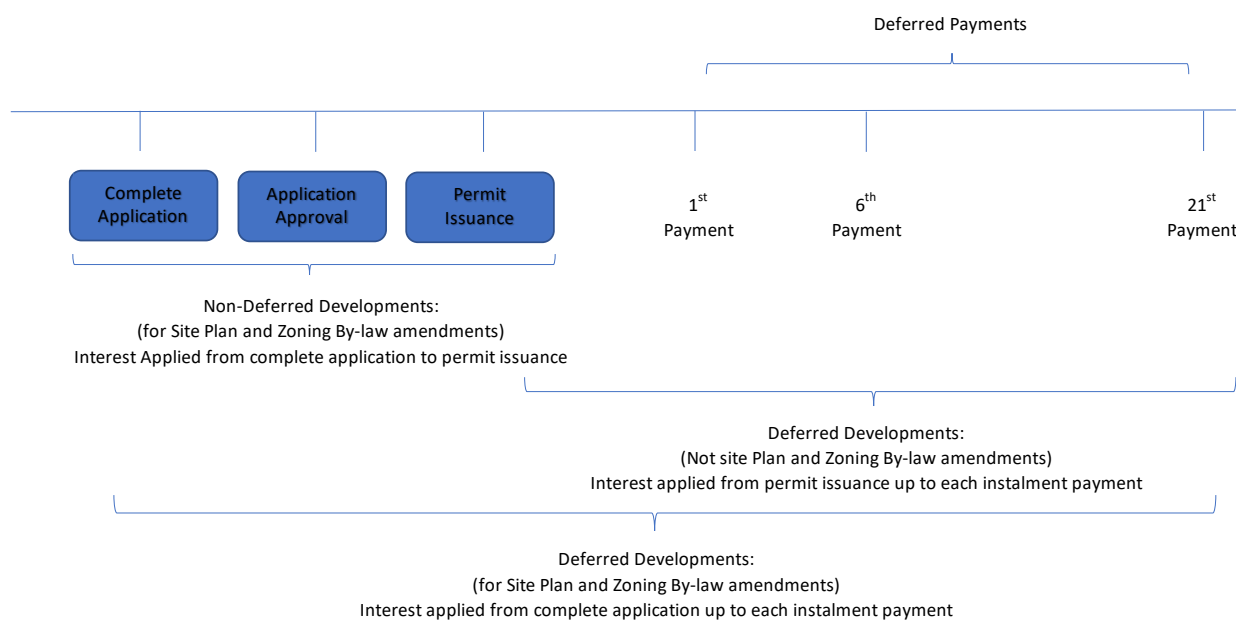 Deferred Payments
Complete
Application
Application
Approval
Permit
Issuance
1st
Payment
6th
Payment
21st
Payment
Non-Deferred Developments:
(for Site Plan and Zoning By-law amendments)
Interest Applied from complete application to permit issuance
Deferred Developments:
(Not site Plan and Zoning By-law amendments)
Interest applied from permit issuance up to each instalment payment
Deferred Developments:
(for Site Plan and Zoning By-law amendments)
Interest applied from complete application up to each instalment payment